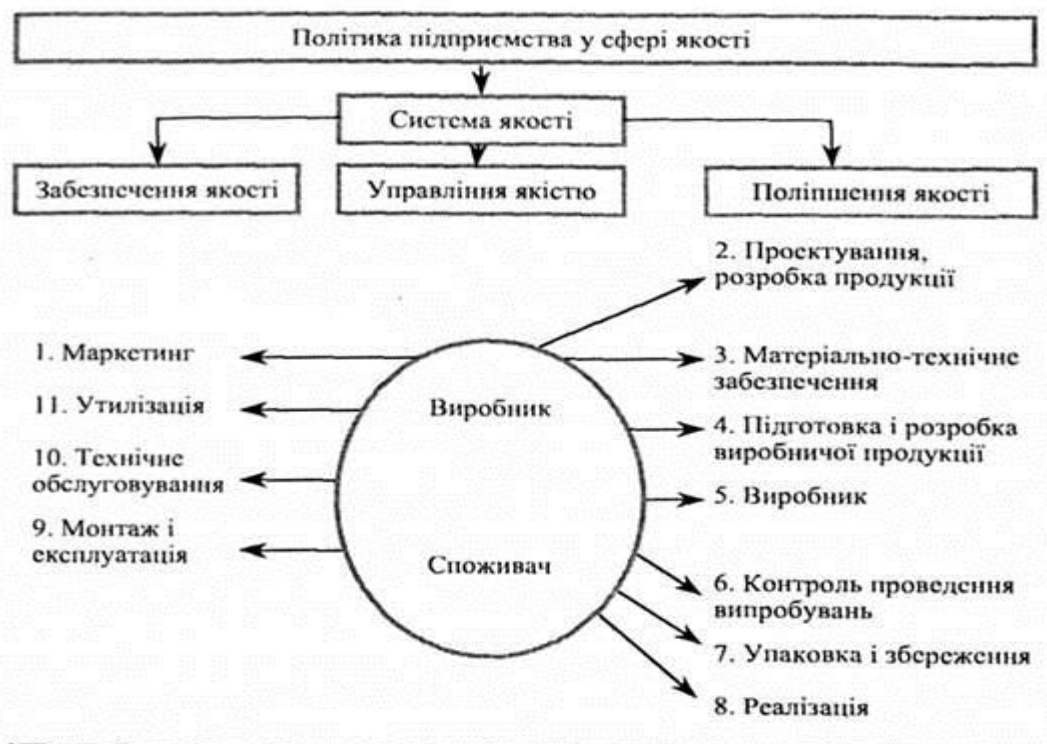 Політика підприємства у сфері якості
Система якості
Забезпечення якості
Управління якістю
Поліпшення якості
2. Проектування,
розробка продукції
1. Маркетинг
3. Матеріально-технічне
забезпечення
11. Утилізація
Виробник
4. Підготовка і розробка
виробничої продукції
10. Технічне
обслуговування
5. Виробник
9. Монтаж і
експлуатація
Споживач
6. Контроль проведення
випробувань
7. Упаковка і збереження
8. Реалізація